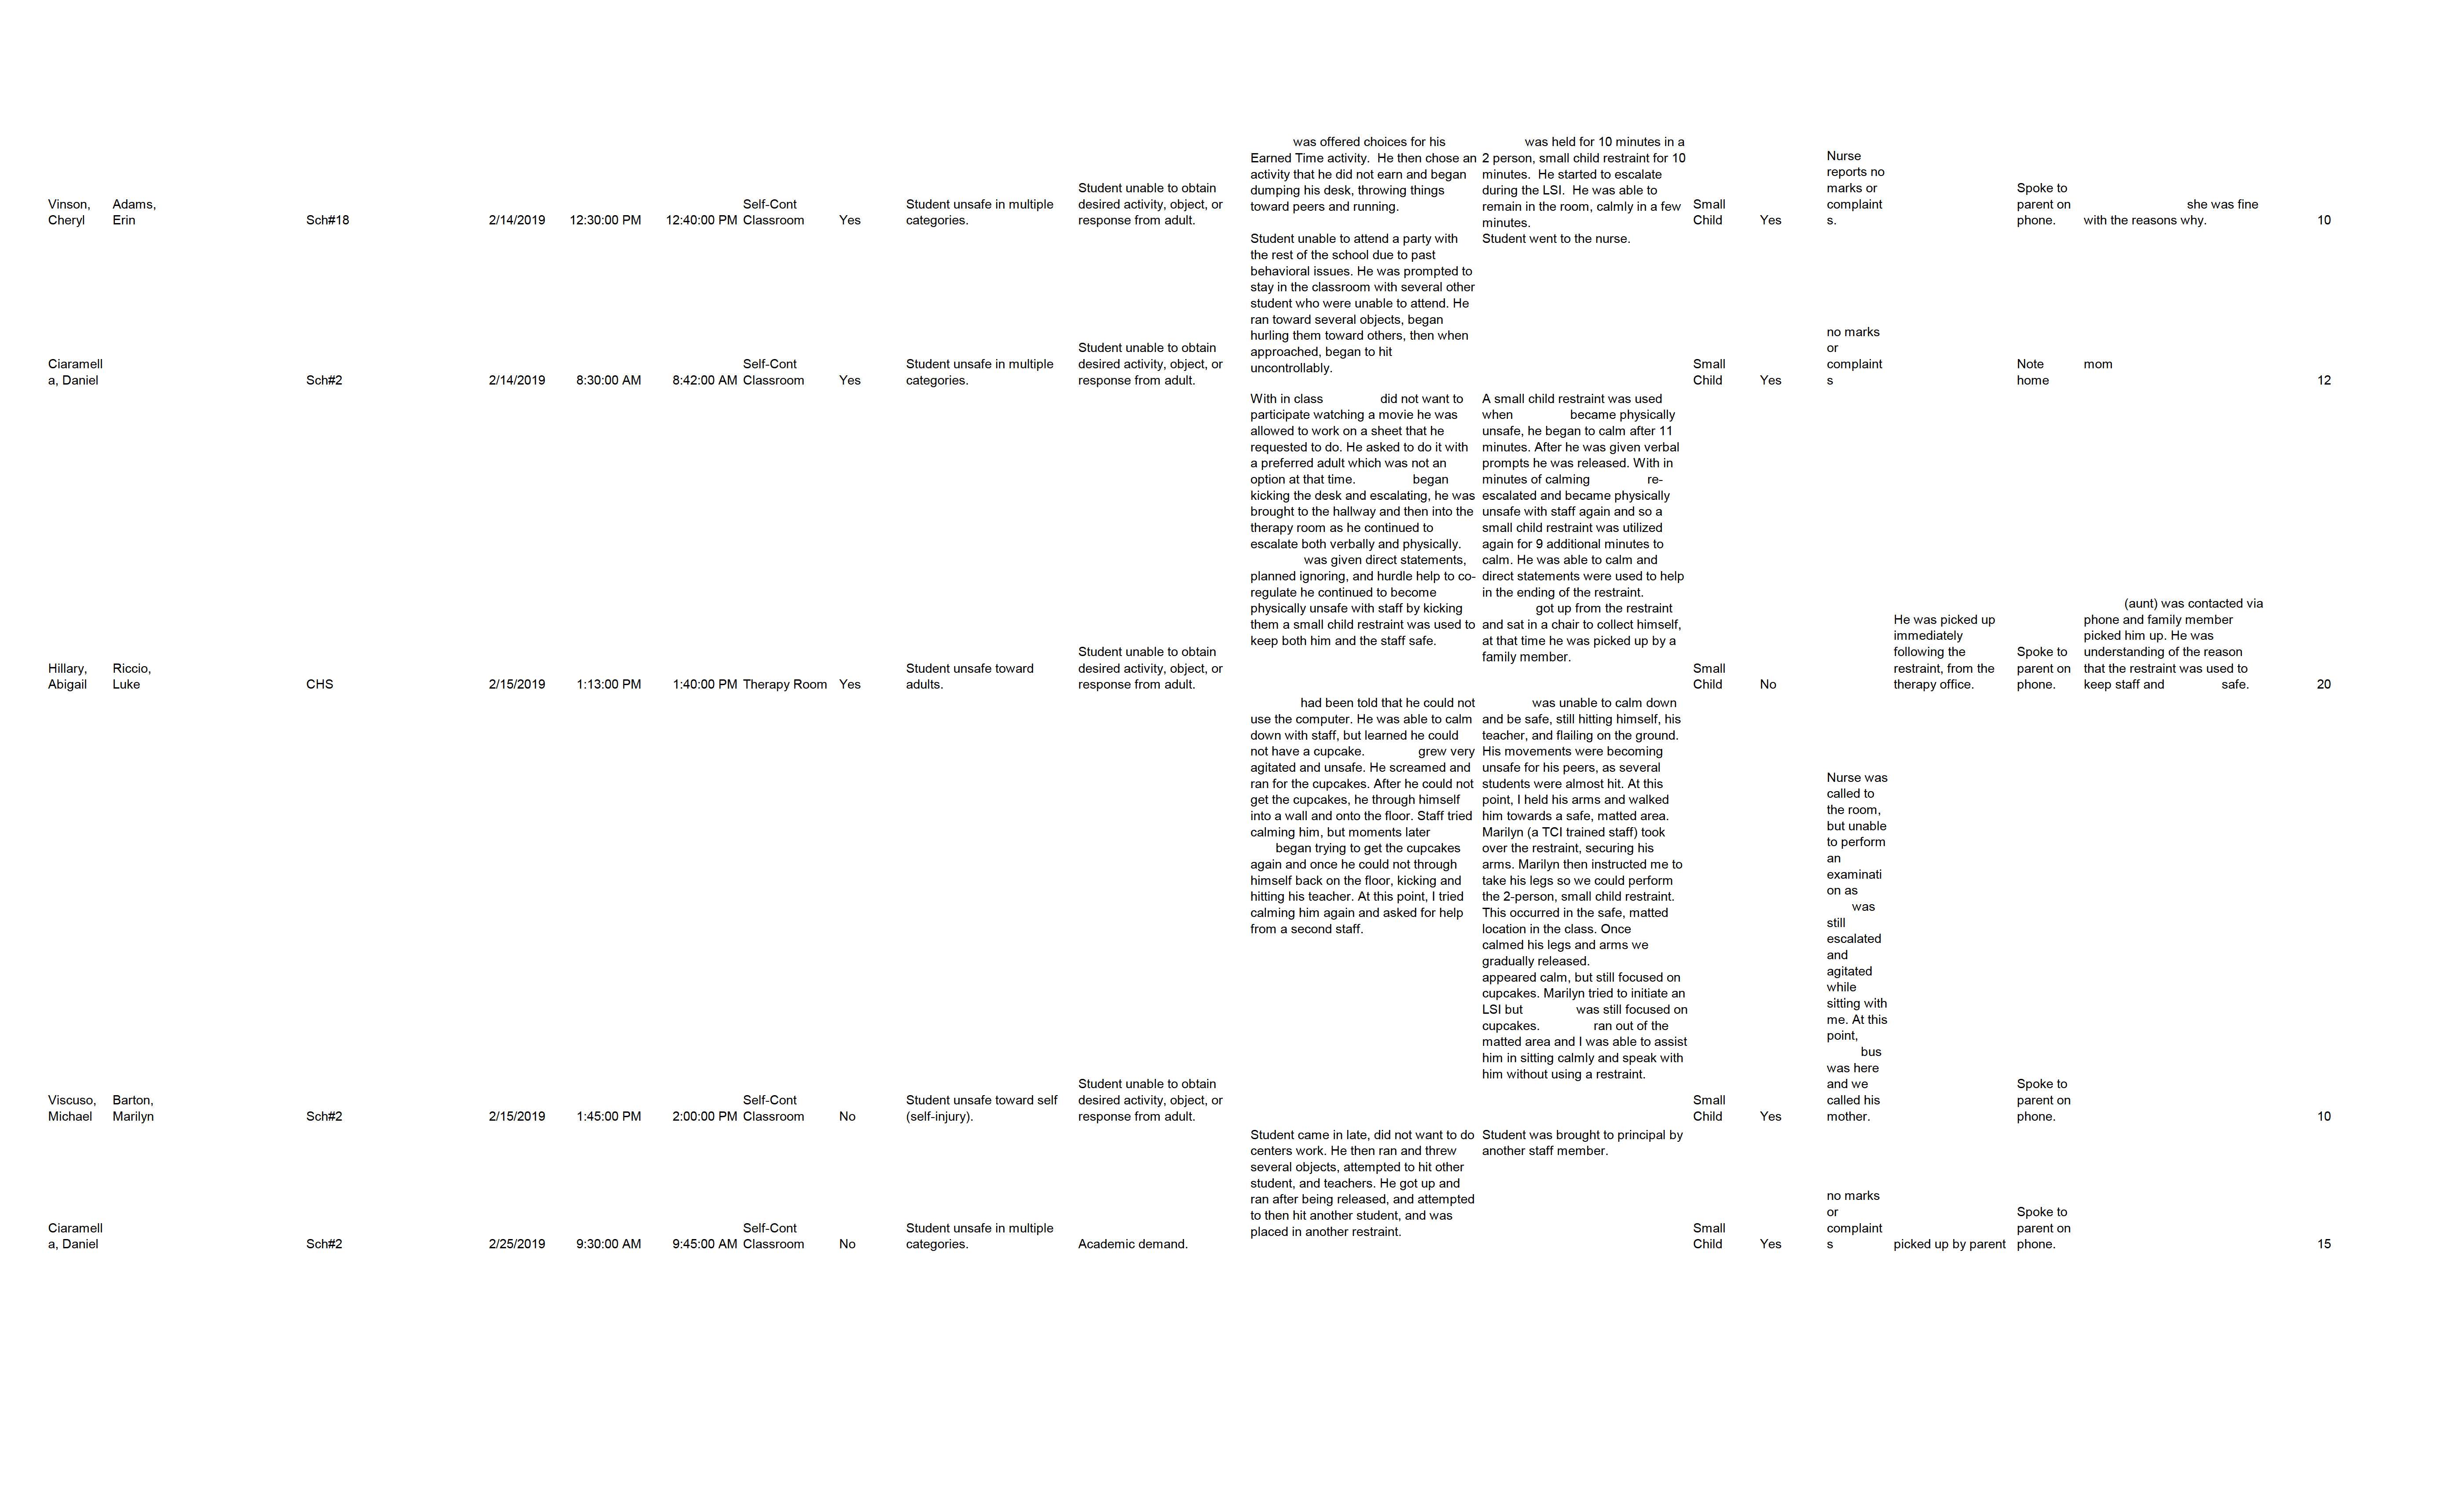 Vinson,
Cheryl
Adams,
Erin
Sch#18
2/14/2019
12:30:00 PM
12:40:00 PM
Self-Cont
Classroom
Yes
Student unsafe in multiple
categories.
Student unable to obtain
desired activity, object, or
response from adult.
was offered choices for his
Earned Time activity.  He then chose an
activity that he did not earn and began
dumping his desk, throwing things
toward peers and running.
was held for 10 minutes in a
2 person, small child restraint for 10
minutes.  He started to escalate
during the LSI.  He was able to
remain in the room, calmly in a few
minutes.
Small
Child
Yes
Nurse
reports no
marks or
complaint
s.
Spoke to
parent on
phone.
she was fine
with the reasons why.
10
Ciaramell
a, Daniel
Sch#2
2/14/2019
8:30:00 AM
8:42:00 AM
Self-Cont
Classroom
Yes
Student unsafe in multiple
categories.
Student unable to obtain
desired activity, object, or
response from adult.
Student unable to attend a party with
the rest of the school due to past
behavioral issues. He was prompted to
stay in the classroom with several other
student who were unable to attend. He
ran toward several objects, began
hurling them toward others, then when
approached, began to hit
uncontrollably.
Student went to the nurse.
Small
Child
Yes
no marks
or
complaint
s
Note
home
mom
12
Hillary,
Abigail
Riccio,
Luke
CHS
2/15/2019
1:13:00 PM
1:40:00 PM
Therapy Room
Yes
Student unsafe toward
adults.
Student unable to obtain
desired activity, object, or
response from adult.
With in class did not want to
participate watching a movie he was
allowed to work on a sheet that he
requested to do. He asked to do it with
a preferred adult which was not an
option at that time. began
kicking the desk and escalating, he was
brought to the hallway and then into the
therapy room as he continued to
escalate both verbally and physically.
was given direct statements,
planned ignoring, and hurdle help to co-
regulate he continued to become
physically unsafe with staff by kicking
them a small child restraint was used to
keep both him and the staff safe.
A small child restraint was used
when became physically
unsafe, he began to calm after 11
minutes. After he was given verbal
prompts he was released. With in
minutes of calming re-
escalated and became physically
unsafe with staff again and so a
small child restraint was utilized
again for 9 additional minutes to
calm. He was able to calm and
direct statements were used to help
in the ending of the restraint.
got up from the restraint
and sat in a chair to collect himself,
at that time he was picked up by a
family member.
Small
Child
No
He was picked up
immediately
following the
restraint, from the
therapy office.
Spoke to
parent on
phone.
(aunt) was contacted via
phone and family member
picked him up. He was
understanding of the reason
that the restraint was used to
keep staff and safe.
20
Viscuso,
Michael
Barton,
Marilyn
Sch#2
2/15/2019
1:45:00 PM
2:00:00 PM
Self-Cont
Classroom
No
Student unsafe toward self
(self-injury).
Student unable to obtain
desired activity, object, or
response from adult.
had been told that he could not
use the computer. He was able to calm
down with staff, but learned he could
not have a cupcake. grew very
agitated and unsafe. He screamed and
ran for the cupcakes. After he could not
get the cupcakes, he through himself
into a wall and onto the floor. Staff tried
calming him, but moments later
began trying to get the cupcakes
again and once he could not through
himself back on the floor, kicking and
hitting his teacher. At this point, I tried
calming him again and asked for help
from a second staff.
was unable to calm down
and be safe, still hitting himself, his
teacher, and flailing on the ground.
His movements were becoming
unsafe for his peers, as several
students were almost hit. At this
point, I held his arms and walked
him towards a safe, matted area.
Marilyn (a TCI trained staff) took
over the restraint, securing his
arms. Marilyn then instructed me to
take his legs so we could perform
the 2-person, small child restraint.
This occurred in the safe, matted
location in the class. Once
calmed his legs and arms we
gradually released.
appeared calm, but still focused on
cupcakes. Marilyn tried to initiate an
LSI but was still focused on
cupcakes. ran out of the
matted area and I was able to assist
him in sitting calmly and speak with
him without using a restraint.
Small
Child
Yes
Nurse was
called to
the room,
but unable
to perform
an
examinati
on as
was
still
escalated
and
agitated
while
sitting with
me. At this
point,
bus
was here
and we
called his
mother.
Spoke to
parent on
phone.
10
Ciaramell
a, Daniel
Sch#2
2/25/2019
9:30:00 AM
9:45:00 AM
Self-Cont
Classroom
No
Student unsafe in multiple
categories.
Academic demand.
Student came in late, did not want to do
centers work. He then ran and threw
several objects, attempted to hit other
student, and teachers. He got up and
ran after being released, and attempted
to then hit another student, and was
placed in another restraint.
Student was brought to principal by
another staff member.
Small
Child
Yes
no marks
or
complaint
s
picked up by parent
Spoke to
parent on
phone.
15